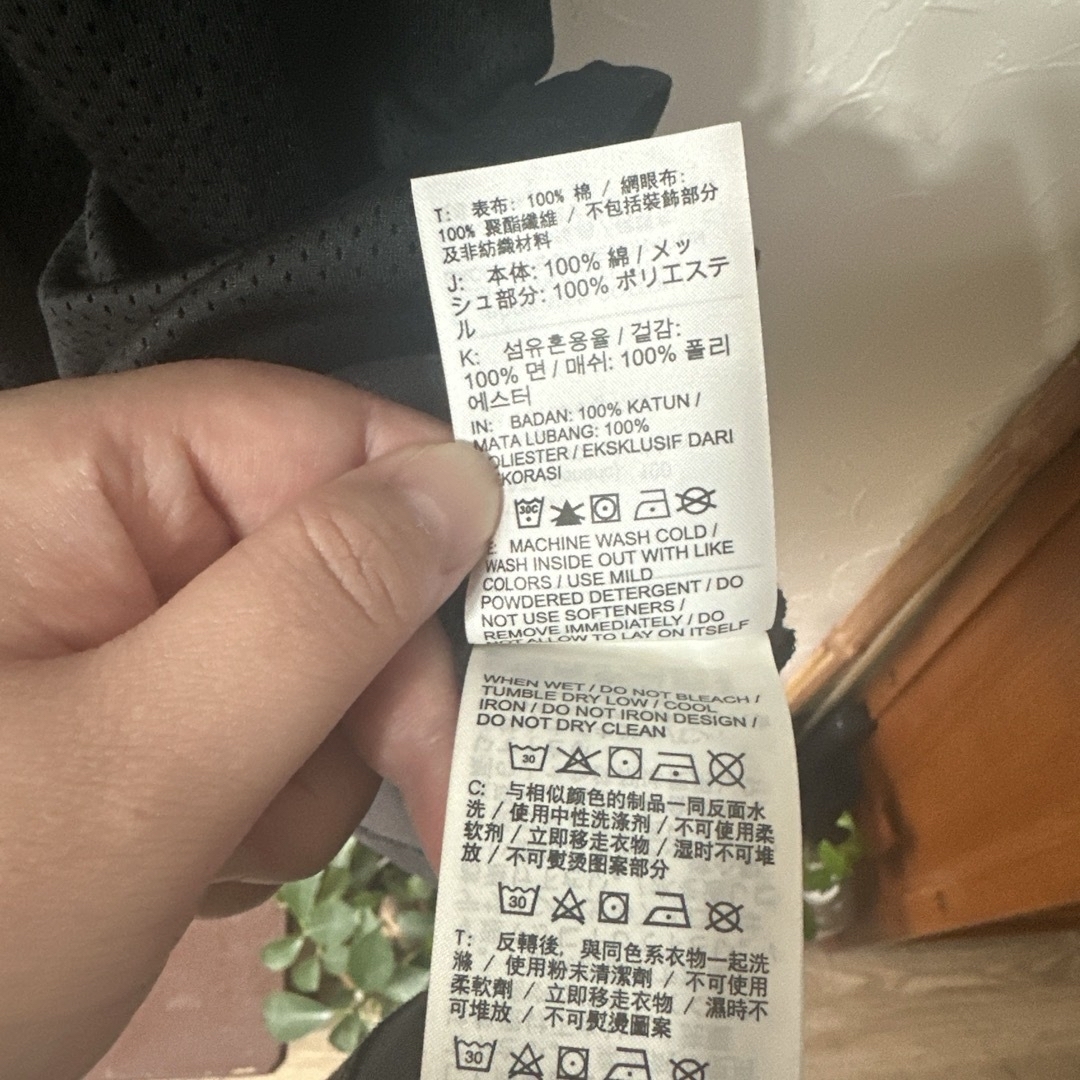 T: 表布: 100% 棉 / 網眼布:
100% 聚酯纖維 / 不包括裝飾部分
及非紡織材料
J: 本体: 100% 綿 / メッ
シュ部分: 100% ポリエステ
ル
K: 섬유혼용율 / 겉감:
100% 면 / 매쉬: 100% 폴리
에스터
IN: BADAN: 100% KATUN /
MATA LUBANG: 100%
OLIESTER / EKSKLUSIF DARI
KORASI
30C
E: MACHINE WASH COLD /
WASH INSIDE OUT WITH LIKE
COLORS / USE MILD
POWDERED DETERGENT / DO
NOT USE SOFTENERS /
REMOVE IMMEDIATELY / DO
NOT ALLOW TO LAY ON ITSELF
WHEN WET / DO NOT BLEACH /
TUMBLE DRY LOW / COOL
IRON / DO NOT IRON DESIGN /
DO NOT DRY CLEAN
30
C: 与相似颜色的制品一同反面水
洗 / 使用中性洗涤剂 / 不可使用柔
软剂 / 立即移走衣物 / 湿时不可堆
放 / 不可熨烫图案部分
30
T: 反轉後, 與同色系衣物一起洗
滌 / 使用粉末清潔劑 / 不可使用
柔軟劑 / 立即移走衣物 / 濕時不
可堆放 / 不可熨燙圖案
30